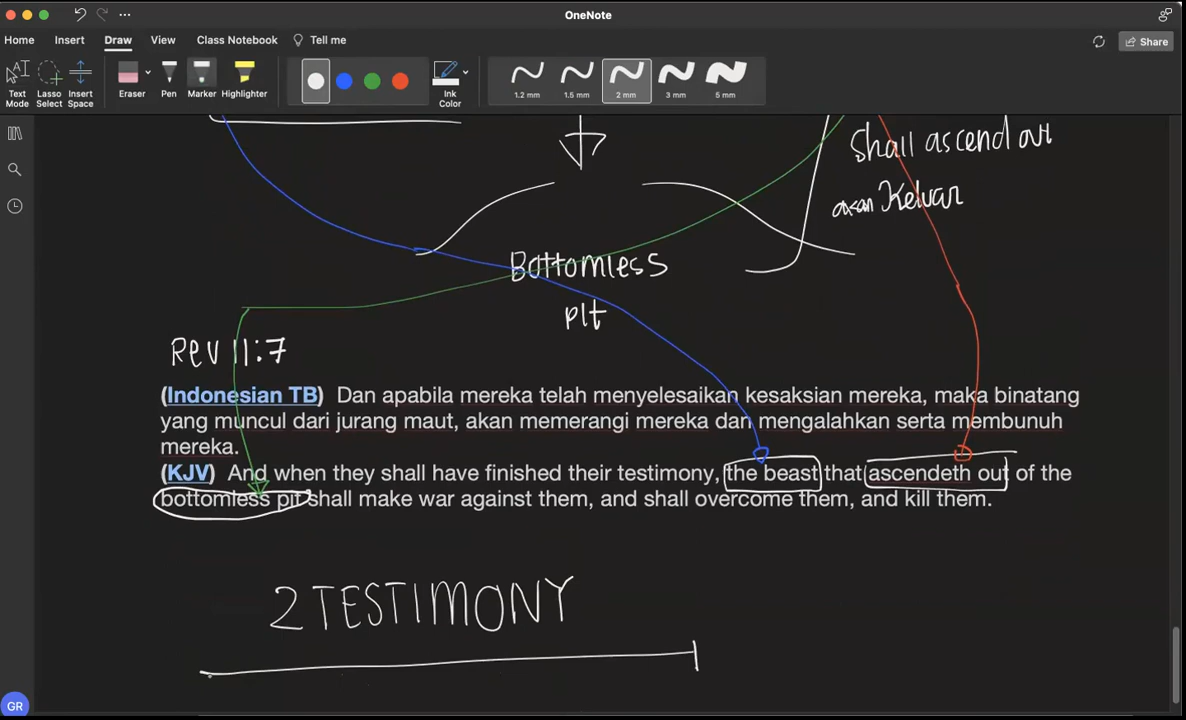 OneNote
Home Insert Draw View Class Notebook Tell me
Share
Text Mode
Lasso Select
Insert Space
Eraser
Pen
Marker
Highlighter
Ink Color
1.2 mm
1.5 mm
2 mm
3 mm
5 mm
Shall ascend out
akan Keluar
Bottomless
pit
Rev 11:7
(Indonesian TB) Dan apabila mereka telah menyelesaikan kesaksian mereka, maka binatang
yang muncul dari jurang maut, akan memerangi mereka dan mengalahkan serta membunuh
mereka.
(KJV) And when they shall have finished their testimony, the beast that ascendeth out of the
bottomless pit shall make war against them, and shall overcome them, and kill them.
2 TESTIMONY
GR